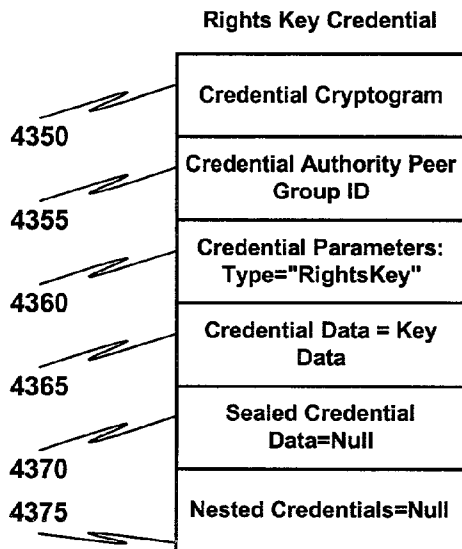 Rights Key Credential
Credential Cryptogram
4350
Credential Authority Peer
Group ID
4355
Credential Parameters:
Type="RightsKey"
4360
Credential Data = Key
Data
4365
Sealed Credential
Data=Null
4370
4375
Nested Credentials=Null